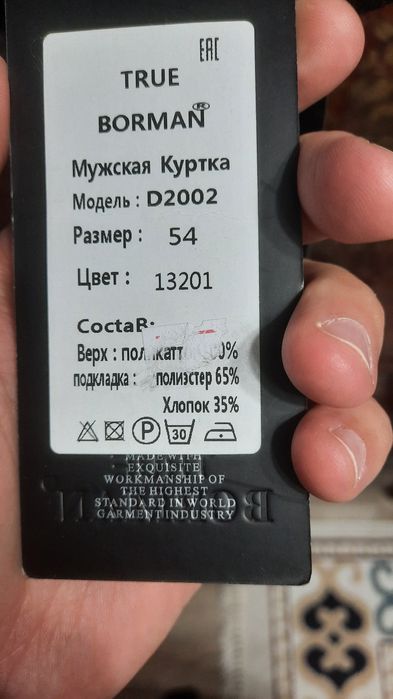 EAC
TRUE
BORMAN®
Мужская Куртка
Модель : D2002
Размер : 54
Цвет : 13201
CocтaR:
Верх :
подкладка : полиэстер 65%
Хлопок 35%
P 30
MADE WITH
EXQUISITE
WORKMANSHIP OF
THE HIGHEST
STANDARD IN WORLD
GARMENT INDUSTRY